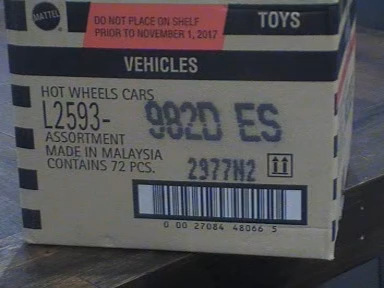 MATTEL
DO NOT PLACE ON SHELF
PRIOR TO NOVEMBER 1, 2017
TOYS
VEHICLES
HOT WHEELS CARS
L2593- 982D ES
ASSORTMENT
MADE IN MALAYSIA
CONTAINS 72 PCS. 2977N2
0 00 27084 48066 5